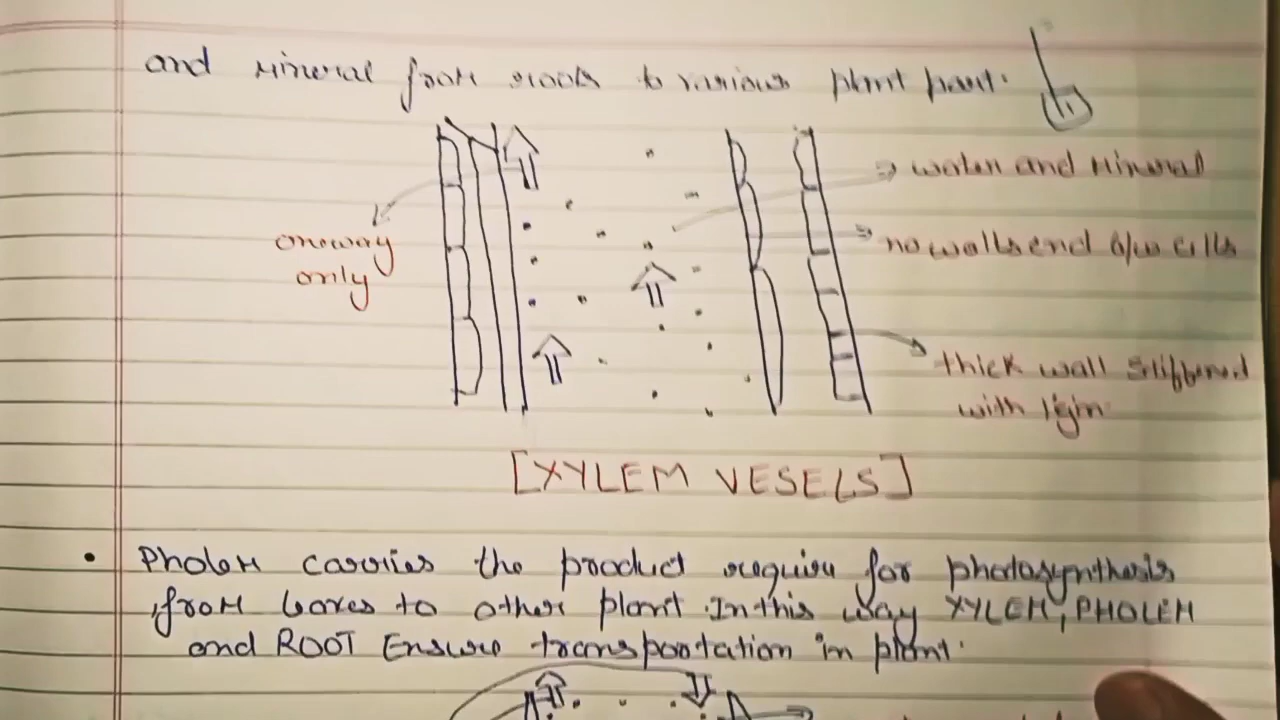 and Mineral from roots to various plant part.
water and Mineral
one way
only
no walls end b/w cells
thick wall stiffened
with lignin
[XYLEM VESELS]
• Pholem carries the product require for photosynthesis
from leaves to other plant. In this way XYLEM, PHOLEM
and ROOT Ensure transportation in plant.